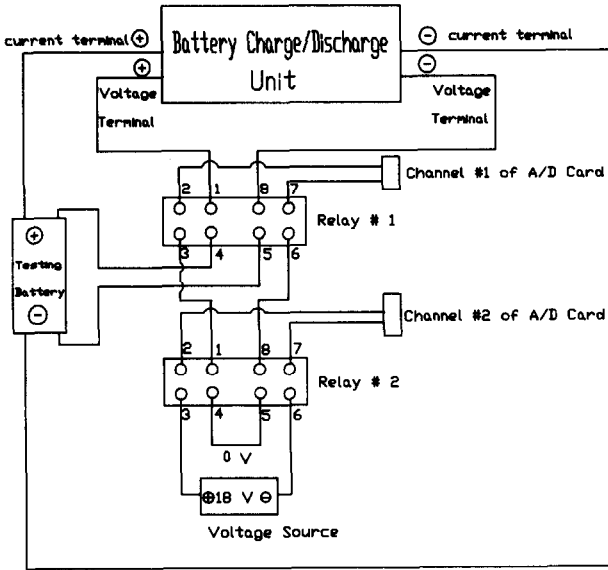 current terminal ⊕
⊕
Battery Charge/Discharge
Unit
⊖ current terminal
⊖
Voltage
Terminal
Voltage
Terminal
2 1 8 7
Channel #1 of A/D Card
Relay # 1
3 4 5 6
⊕
Testing
Battery
⊖
Channel #2 of A/D Card
2 1 8 7
Relay # 2
3 4 5 6
0 V
⊕18 V ⊖
Voltage Source